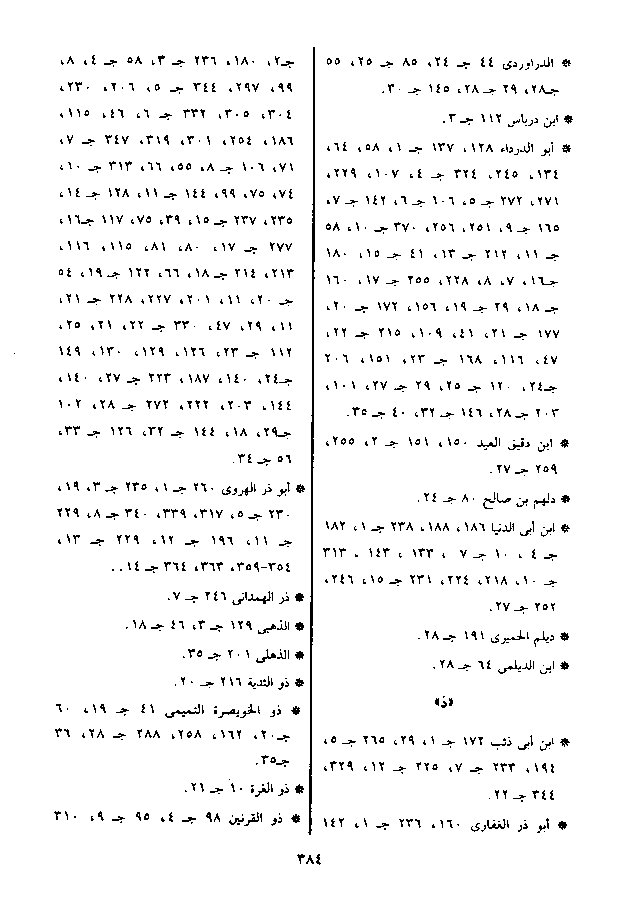 * الدراوردي ٤٤ جـ ٢٤، ٨٥ جـ ٢٥، ٥٥
جـ٢٨، ٢٩ جـ ٢٨، ١٤٥ جـ ٣٠.
* ابن درباس ١١٢ جـ ٣.
* أبو الدرداء ١٢٨، ١٣٧ جـ ١، ٥٨، ٦٤،
١٣٤، ٢٤٥، ٣٢٤ جـ ٤، ١٠٧، ٢٢٩،
٢٧١، ٢٧٢ جـ ٥، ١٠٦ جـ ٦، ١٤٢ جـ ٧،
١٦٥ جـ ٩، ٢٥١، ٢٥٦، ٣٧٠ جـ ١٠، ٥٨
جـ ١١، ٢١٢ جـ ١٣، ٤١ جـ ١٥، ١٨٠
جـ١٦، ٧، ٨، ٢٢٨، ٢٥٥ جـ ١٧، ١٦٠
جـ ١٨، ٢٩ جـ ١٩، ١٥٦، ١٧٢ جـ ٢٠،
١٧٧ جـ ٢١، ٤١، ١٠٩، ٢١٥ جـ ٢٢،
٤٧، ١١٦، ١٦٨ جـ ٢٣، ١٥١، ٢٠٦
جـ٢٤، ١٢٠ جـ ٢٥، ٢٩ جـ ٢٧، ١٠١،
٢٠٣ جـ ٢٨، ١٤٦ جـ ٣٢، ٤٠ جـ ٣٥.
* ابن دقيق العيد ١٥٠، ١٥١ جـ ٢، ٢٥٥،
٢٥٩ جـ ٢٧.
* دلهم بن صالح ٨٠ جـ ٢٤.
* ابن أبى الدنيا ١٨٦، ١٨٨، ٢٣٨ جـ ١، ١٨٢
جـ ٤، ١٠ جـ ٧، ١٣٣، ١٤٣، ٣١٣
جـ ١٠، ٢١٨، ٢٢٤، ٢٣١ جـ ١٥، ٢٤٦،
٢٥٢ جـ ٢٧.
* ديلم الحميرى ١٩١ جـ ٢٨.
* ابن الديلمى ٦٤ جـ ٢٨.
«ذ»
* ابن أبى ذئب ١٧٢ جـ ١، ٢٩، ٢٦٥ جـ ٥،
١٩٤، ٢٣٣ جـ ٧، ٢٢٥ جـ ١٢، ٣٢٩،
٣٤٤ جـ ٢٢.
* أبو ذر الغفارى ١٦٠، ٢٣٦ جـ ١، ١٤٢
جـ٢، ١٨٠، ٢٣٦ جـ ٣، ٥٨ جـ ٤، ٨،
٩٩، ٢٩٧، ٣٤٤ جـ ٥، ٢٠٦، ٢٣٠،
٣٠٤، ٣٠٥، ٣٣٢ جـ ٦، ٤٦، ١١٥،
١٨٦، ٢٥٤، ٣٠١، ٣١٩، ٣٤٧ جـ ٧،
٧١، ١٠٦ جـ ٨، ٥٥، ٦٦، ٣١٣ جـ ١٠،
٧٤، ٧٥، ٩٩، ١٤٤ جـ ١١، ١٢٨ جـ ١٤،
٢٣٥، ٢٣٧ جـ ١٥، ٣٩، ٧٥، ١١٧ جـ١٦،
٢٧٧ جـ ١٧، ٨٠، ٨١، ١١٥، ١١٦،
٢١٣، ٢١٤ جـ ١٨، ٦٦، ١٢٢ جـ ١٩، ٥٤
جـ ٢٠، ١١، ٢٠١، ٢٢٧، ٢٢٨ جـ ٢١،
١١، ٢٩، ٤٧، ٣٣٠ جـ ٢٢، ٢١، ٢٥،
١١٢ جـ ٢٣، ١٢٦، ١٢٩، ١٣٠، ١٤٩
جـ٢٤، ١٤٠، ١٨٧، ٢٢٣ جـ ٢٧، ١٤٠،
١٤٤، ٢٠٣، ٢٢٢، ٢٧٢ جـ ٢٨، ١٠٢
جـ٢٩، ١٨، ١٤٤ جـ ٣٢، ١٢٦ جـ ٣٣،
٥٦ جـ ٣٤.
* أبو ذر الهروى ٢٦٠ جـ ١، ٢٣٥ جـ ٣، ١٩،
٢٣٠ جـ ٥، ٣١٧، ٣٣٩، ٣٤٠ جـ ٨، ٢٢٩
جـ ١١، ١٩٦ جـ ١٢، ٢٢٩ جـ ١٣،
٣٥٤-٣٥٩، ٣٦٣، ٣٦٤ جـ ١٤..
* ذر الهمدانى ٢٤٦ جـ ٧.
* الذهبى ١٢٩ جـ ٣، ٤٦ جـ ١٨.
* الذهلى ٢٠١ جـ ٣٥.
* ذو الثدية ٢١٦ جـ ٢٠.
* ذو الخويصرة التميمى ٤١ جـ ١٩، ٦٠
جـ٢٠، ١٦٢، ٢٥٨، ٢٨٨ جـ ٢٨، ٣٦
جـ٣٥.
* ذو الغرة ١٠ جـ ٢١.
* ذو القرنين ٩٨ جـ ٤، ٩٥ جـ ٩، ٣١٠
٣٨٤